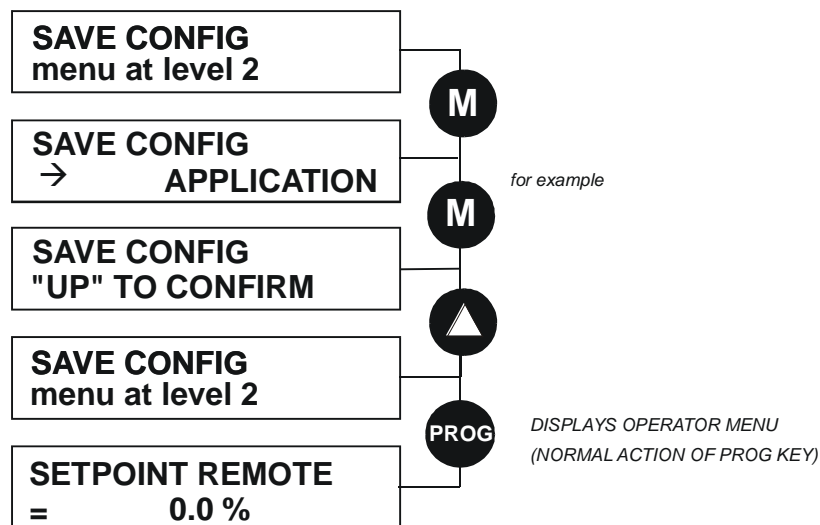 SAVE CONFIG
menu at level 2
M
SAVE CONFIG
→ APPLICATION
for example
M
SAVE CONFIG
"UP" TO CONFIRM
SAVE CONFIG
menu at level 2
PROG
DISPLAYS OPERATOR MENU
(NORMAL ACTION OF PROG KEY)
SETPOINT REMOTE
= 0.0 %